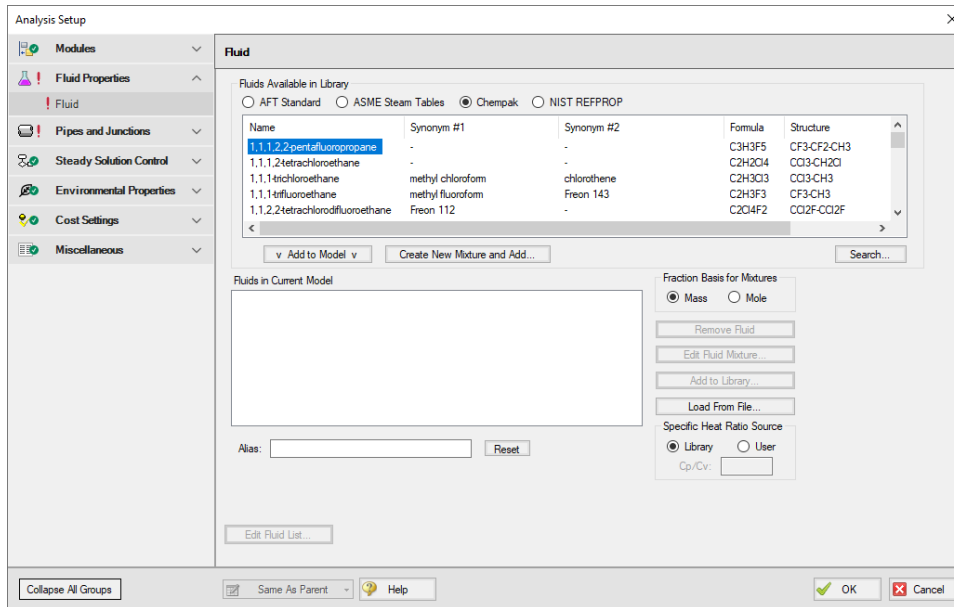 Analysis Setup
Modules
Fluid Properties
! Fluid
Pipes and Junctions
Steady Solution Control
Environmental Properties
Cost Settings
Miscellaneous
Collapse All Groups
Fluid
Fluids Available in Library
AFT Standard ASME Steam Tables Chempak NIST REFPROP
Name Synonym #1 Synonym #2 Formula Structure
1,1,1,2,2-pentafluoropropane - - C3H3F5 CF3-CF2-CH3
1,1,1,2-tetrachloroethane - - C2H2Cl4 CCl3-CH2Cl
1,1,1-trichloroethane methyl chloroform chlorothene C2H3Cl3 CCl3-CH3
1,1,1-trifluoroethane methyl fluoroform Freon 143 C2H3F3 CF3-CH3
1,1,2,2-tetrachlorodifluoroethane Freon 112 - C2Cl4F2 CCl2F-CCl2F
v Add to Model v Create New Mixture and Add... Search...
Fluids in Current Model
Fraction Basis for Mixtures
Mass Mole
Remove Fluid
Edit Fluid Mixture...
Add to Library...
Load From File...
Specific Heat Ratio Source
Library User
Cp/Cv:
Alias: Reset
Edit Fluid List...
Same As Parent Help OK Cancel